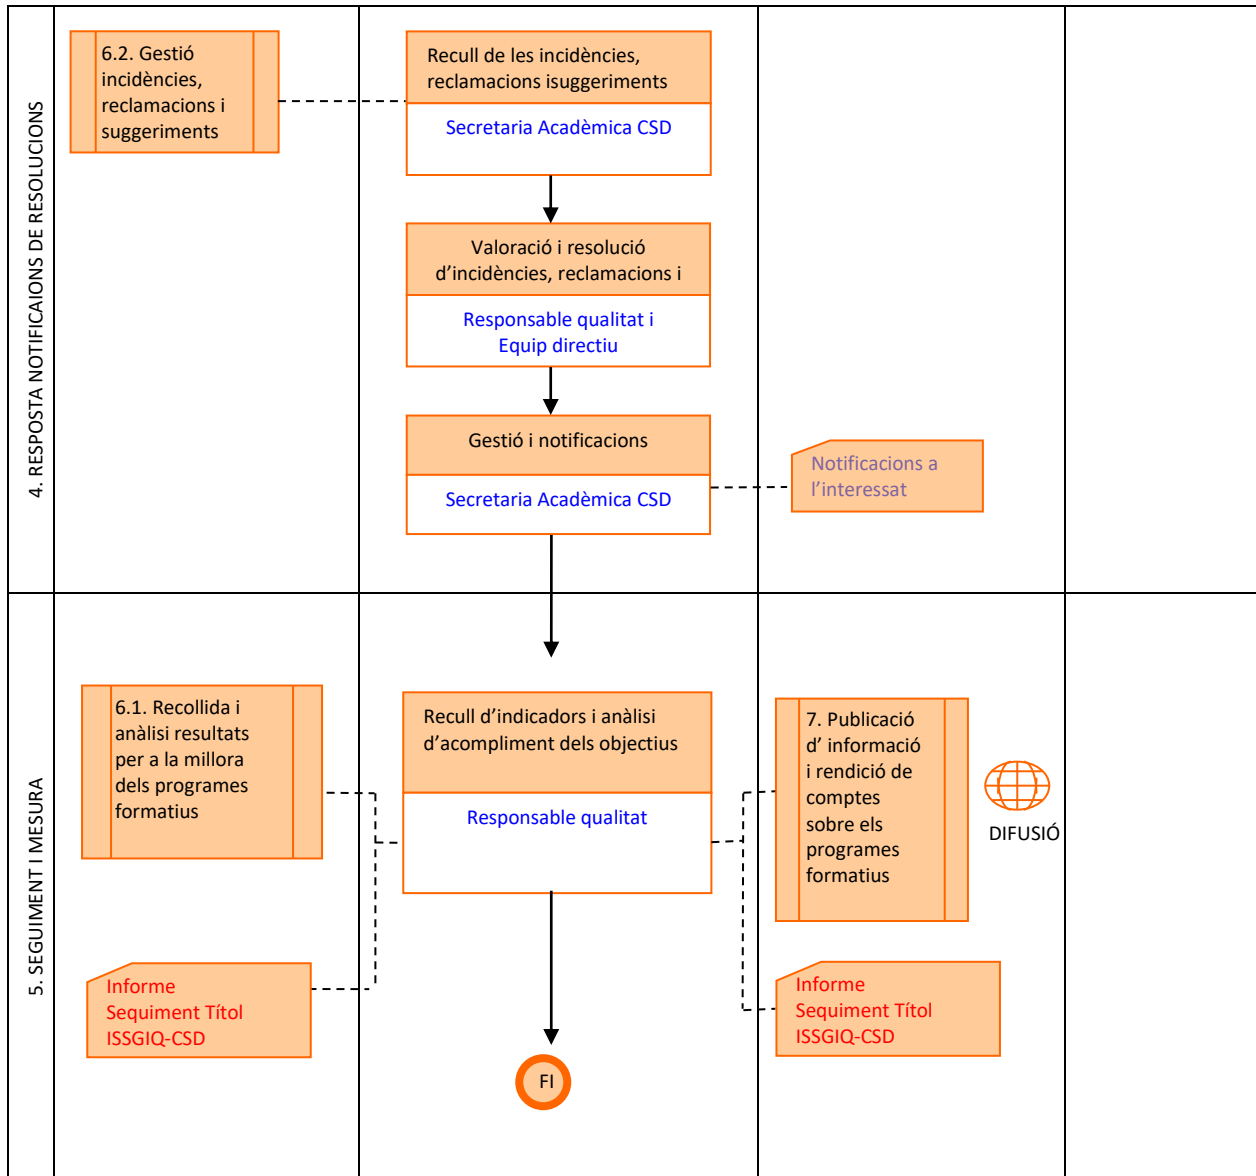 4. RESPOSTA NOTIFICAIONS DE RESOLUCIONS
6.2. Gestió
incidències,
reclamacions i
suggeriments
Recull de les incidències,
reclamacions isuggeriments
Secretaria Acadèmica CSD
Valoració i resolució
d’incidències, reclamacions i
Responsable qualitat i
Equip directiu
Gestió i notificacions
Secretaria Acadèmica CSD
Notificacions a
l’interessat
5. SEGUIMENT I MESURA
6.1. Recollida i
anàlisi resultats
per a la millora
dels programes
formatius
Recull d’indicadors i anàlisi
d’acompliment dels objectius
Responsable qualitat
7. Publicació
d’ informació
i rendició de
comptes
sobre els
programes
formatius
DIFUSIÓ
Informe
Sequiment Títol
ISSGIQ-CSD
Informe
Sequiment Títol
ISSGIQ-CSD
FI